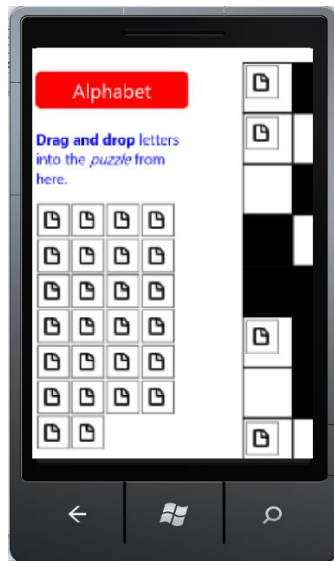 Alphabet
Drag and drop letters
into the puzzle from
here.